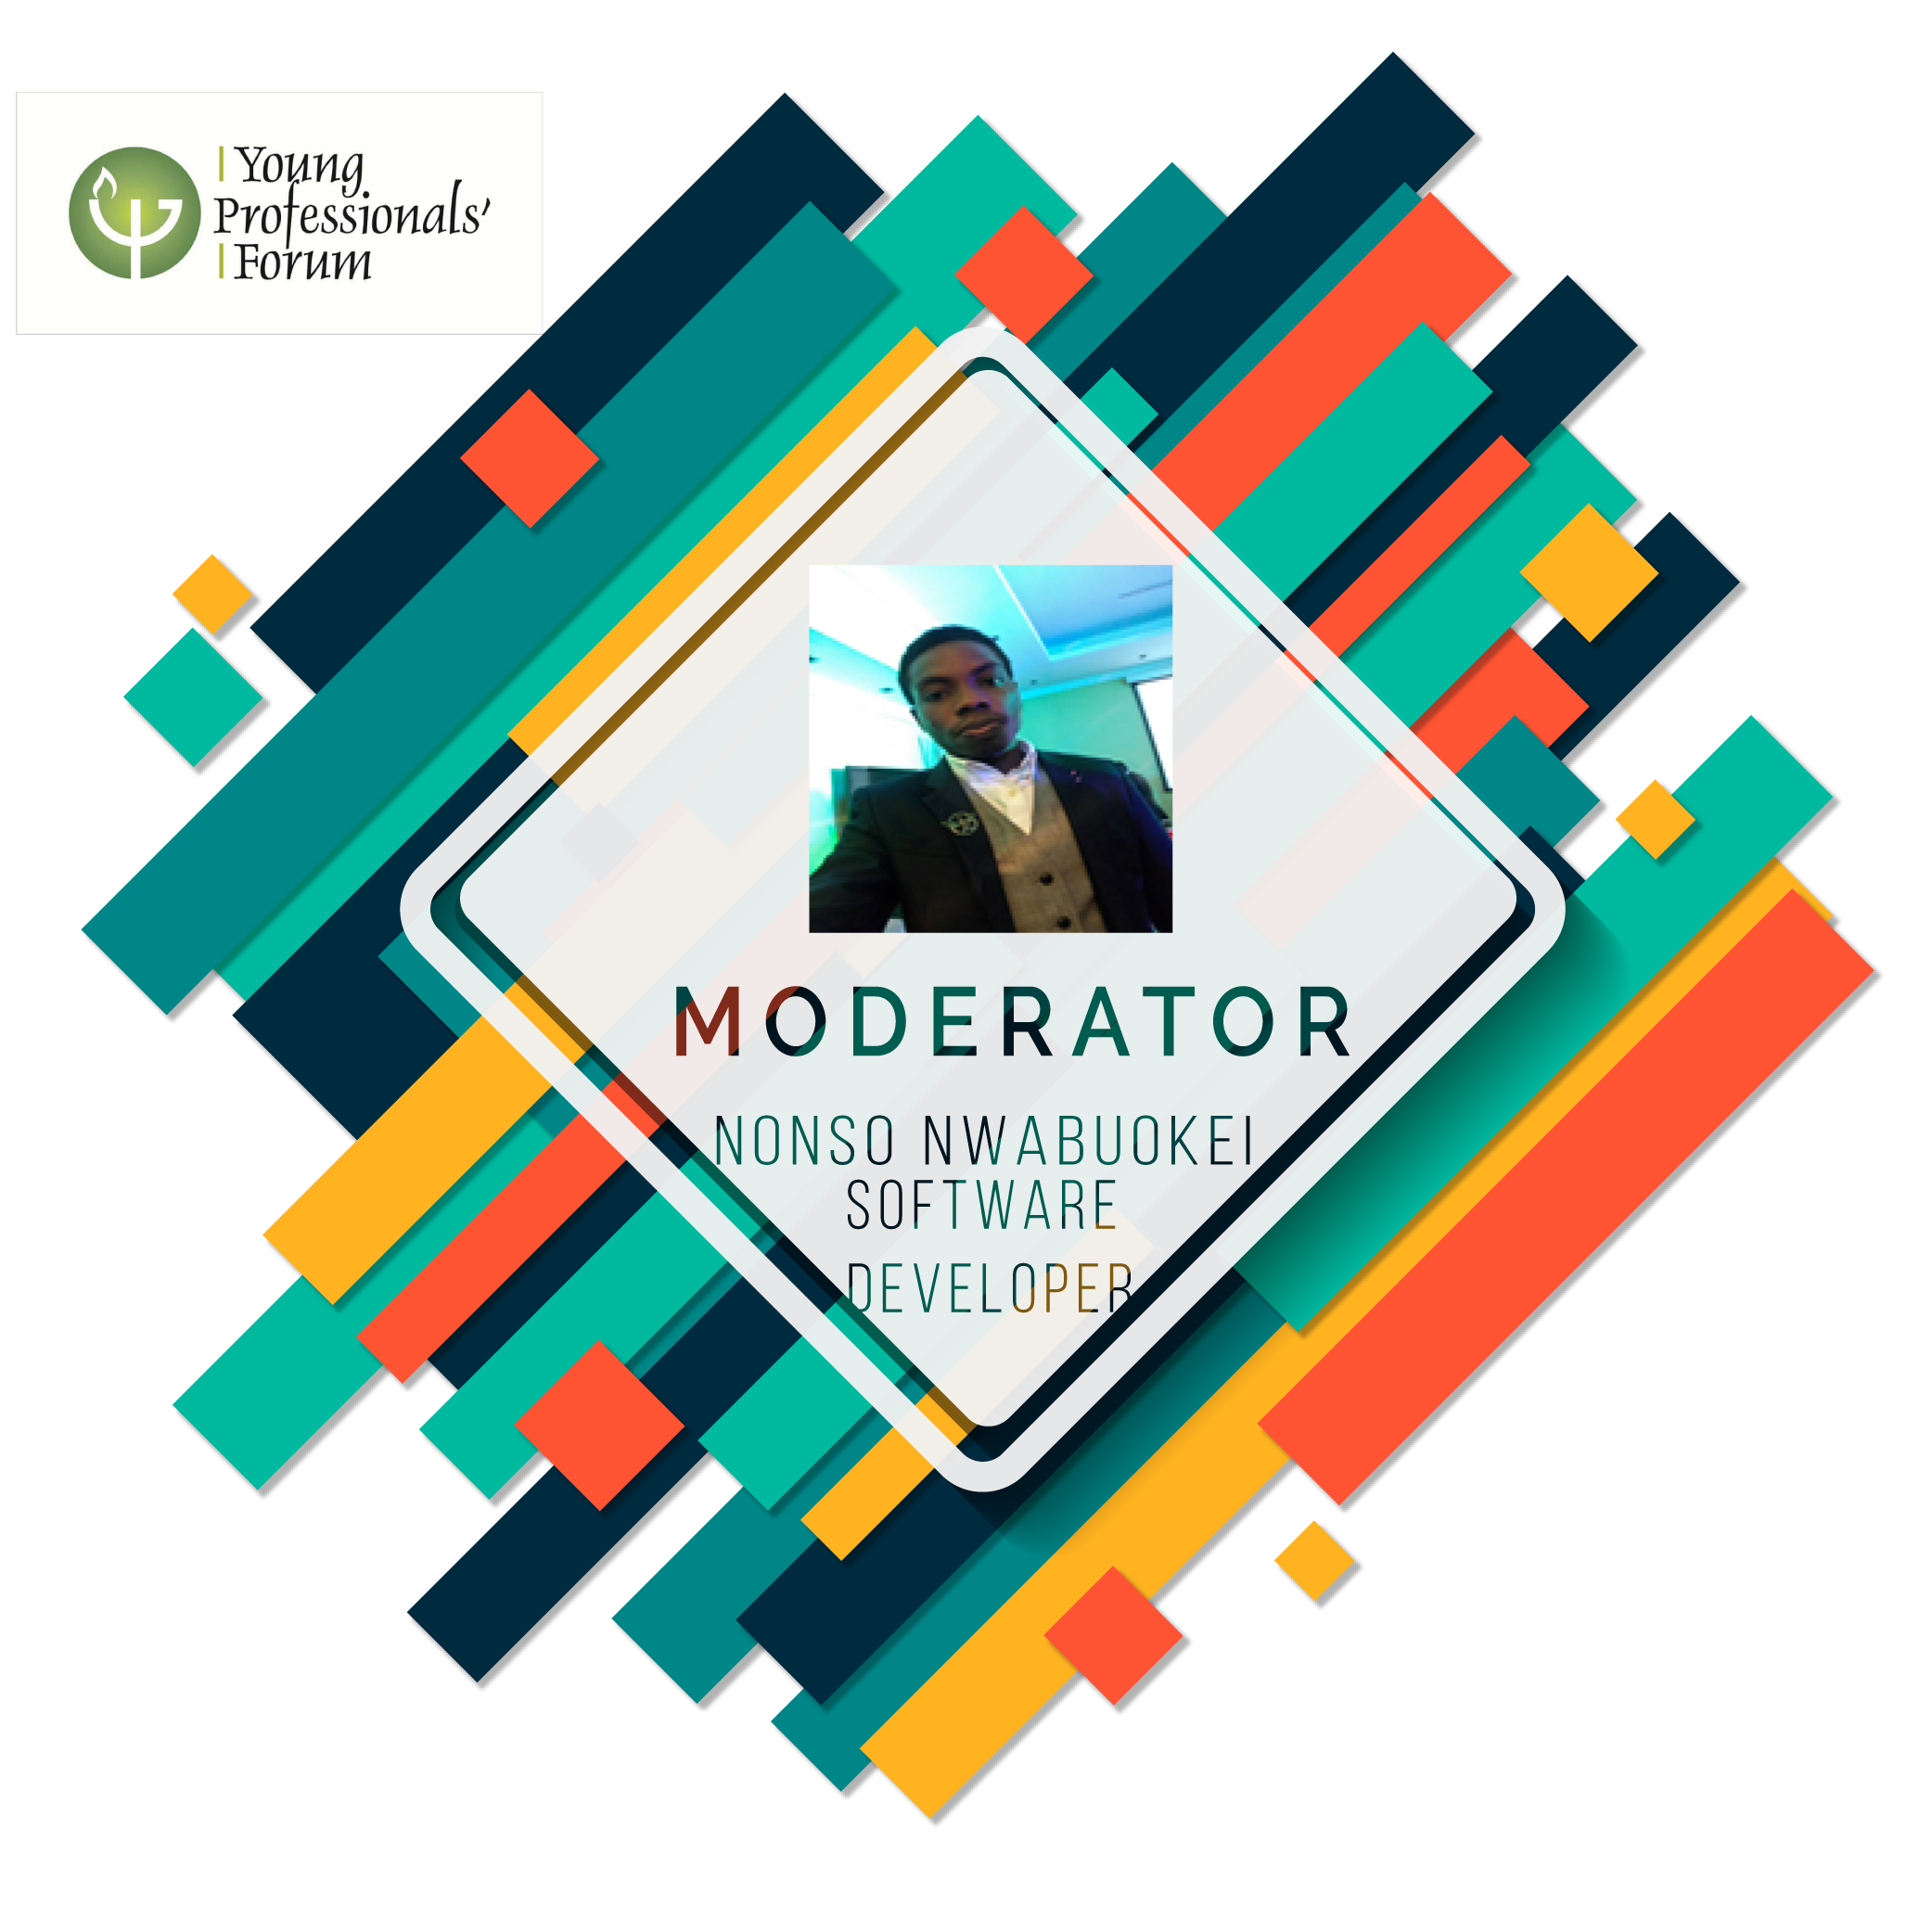 Young
Professionals'
Forum
MODERATOR
NONSO NWABUOKEI
SOFTWARE
DEVELOPER